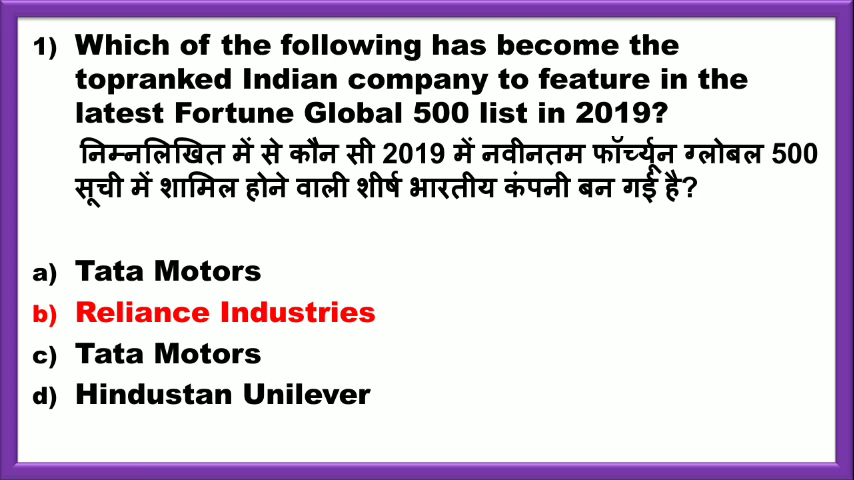 1) Which of the following has become the
topranked Indian company to feature in the
latest Fortune Global 500 list in 2019?
निम्नलिखित में से कौन सी 2019 में नवीनतम फॉर्च्यून ग्लोबल 500
सूची में शामिल होने वाली शीर्ष भारतीय कंपनी बन गई है?
a) Tata Motors
b) Reliance Industries
c) Tata Motors
d) Hindustan Unilever